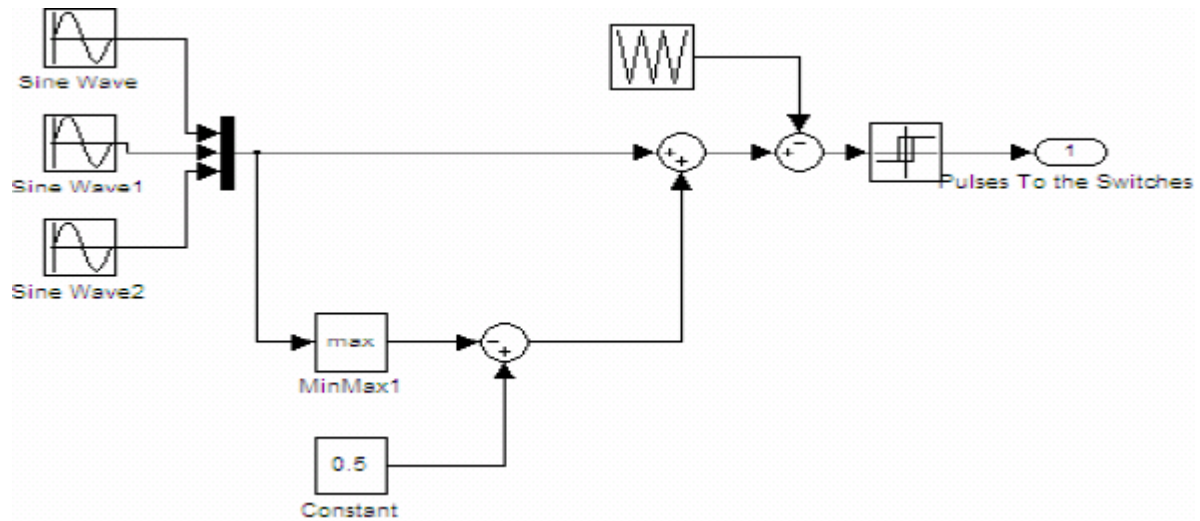 Sine Wave
Sine Wave1
Sine Wave2
1
Pulses To the Switches
max
MinMax1
0.5
Constant